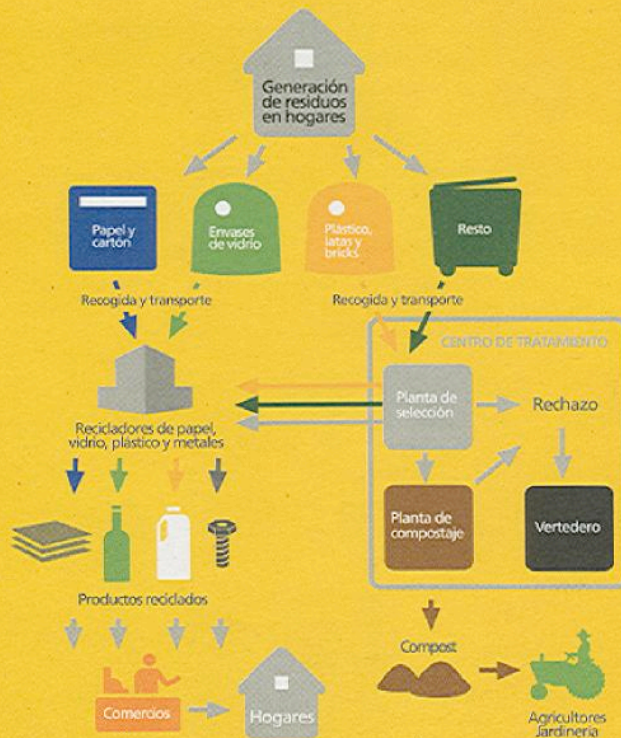 Generación
de residuos
en hogares
Papel y
cartón
Envases
de vidrio
Plástico,
latas y
bricks
Resto
Recogida y transporte
Recogida y transporte
CENTRO DE TRATAMIENTO
Planta de
selección
Rechazo
Recicladores de papel,
vidrio, plástico y metales
Planta de
compostaje
Vertedero
Productos reciclados
Compost
Comercios
Hogares
Agricultores
Jardinería